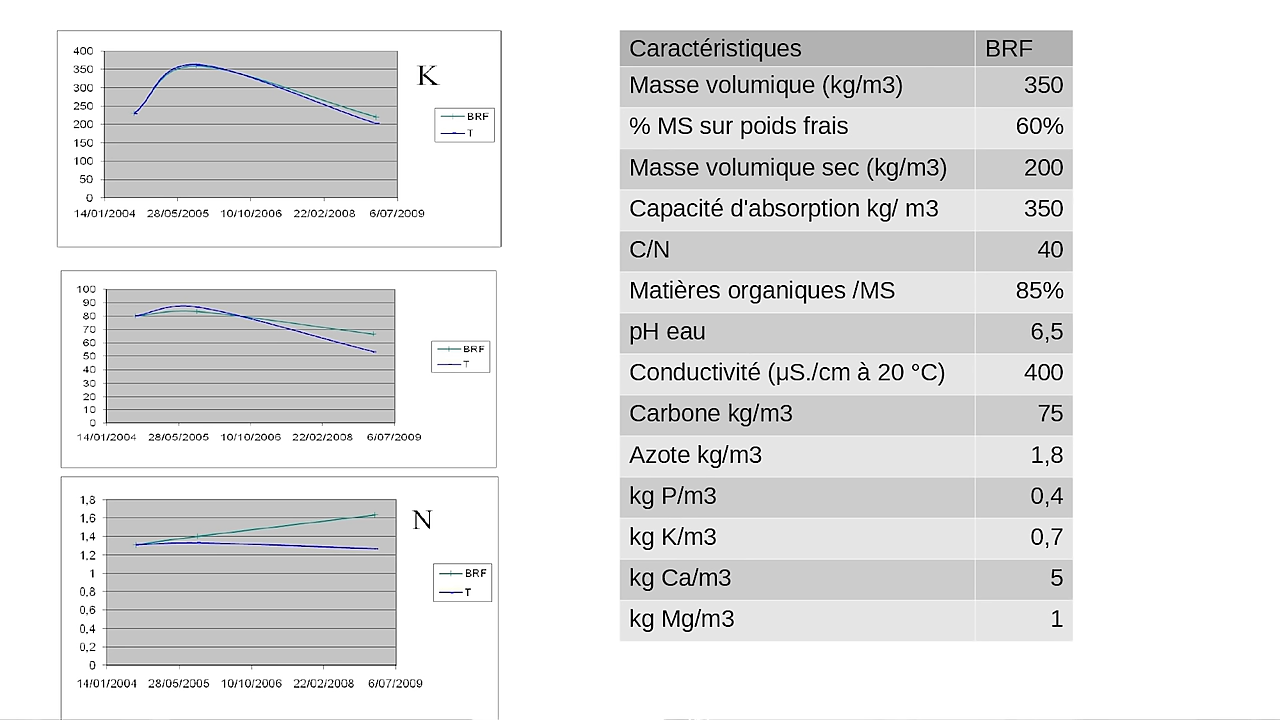 400
350
300
250
200
150
100
50
0
14/01/2004 28/05/2005 10/10/2006 22/02/2008 6/07/2009
K
BRF
T
100
90
80
70
60
50
40
30
20
10
0
14/01/2004 28/05/2005 10/10/2006 22/02/2008 6/07/2009
BRF
T
1,8
1,6
1,4
1,2
1
0,8
0,6
0,4
0,2
0
14/01/2004 28/05/2005 10/10/2006 22/02/2008 6/07/2009
N
BRF
T
Caractéristiques BRF
Masse volumique (kg/m3) 350
% MS sur poids frais 60%
Masse volumique sec (kg/m3) 200
Capacité d'absorption kg/ m3 350
C/N 40
Matières organiques /MS 85%
pH eau 6,5
Conductivité (µS./cm à 20 °C) 400
Carbone kg/m3 75
Azote kg/m3 1,8
kg P/m3 0,4
kg K/m3 0,7
kg Ca/m3 5
kg Mg/m3 1